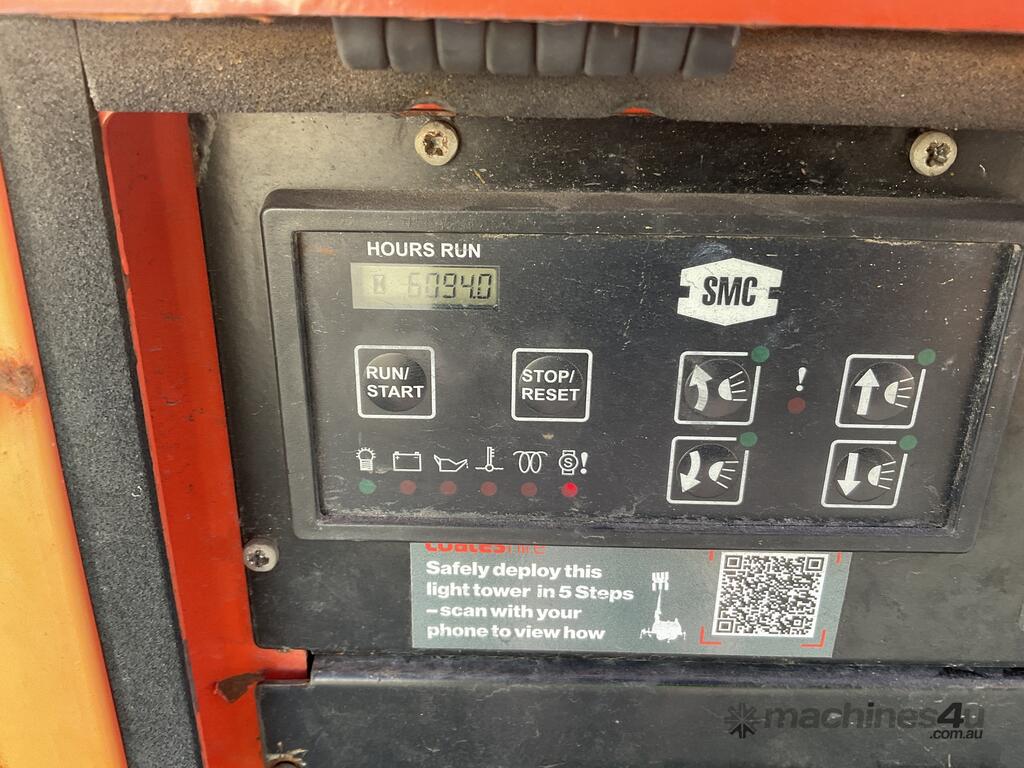 HOURS RUN
6094.0
SMC
RUN/
START
STOP/
RESET
!
S!
coateshire
Safely deploy this
light tower in 5 Steps
–scan with your
phone to view how
machines4u
.com.au